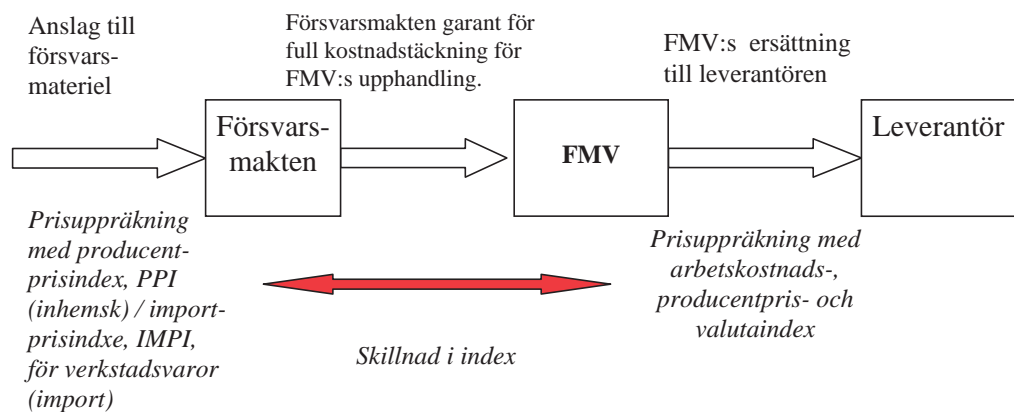 Anslag till
försvars-
materiel
Försvarsmakten garant för
full kostnadstäckning för
FMV:s upphandling.
FMV:s  ersättning
till leverantören
Försvars-
makten
FMV
Leverantör
Prisuppräkning
med producent-
prisindex, PPI
(inhemsk) / import-
prisindxe, IMPI,
för verkstadsvaror
(import)
Skillnad i index
Prisuppräkning med
arbetskostnads-,
producentpris- och
valutaindex